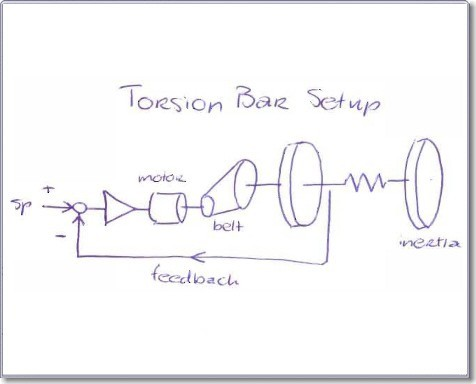 Torsion Bar Setup
motor
+
sp
-
belt
inertia
feedback